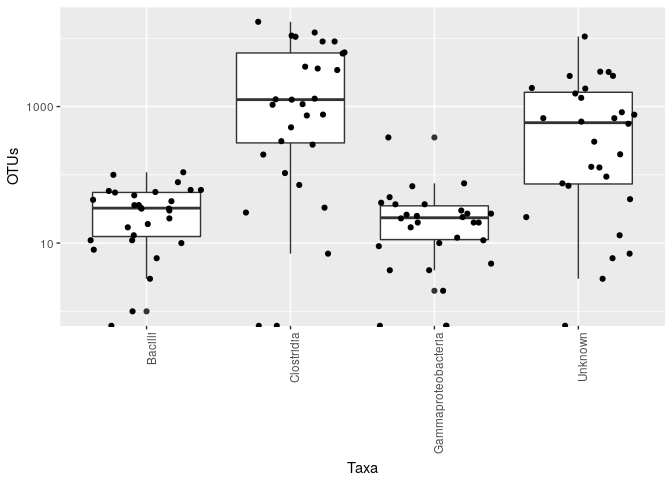 OTUs
1000
10
Bacilli
Clostridia
Gammaproteobacteria
Unknown
Taxa